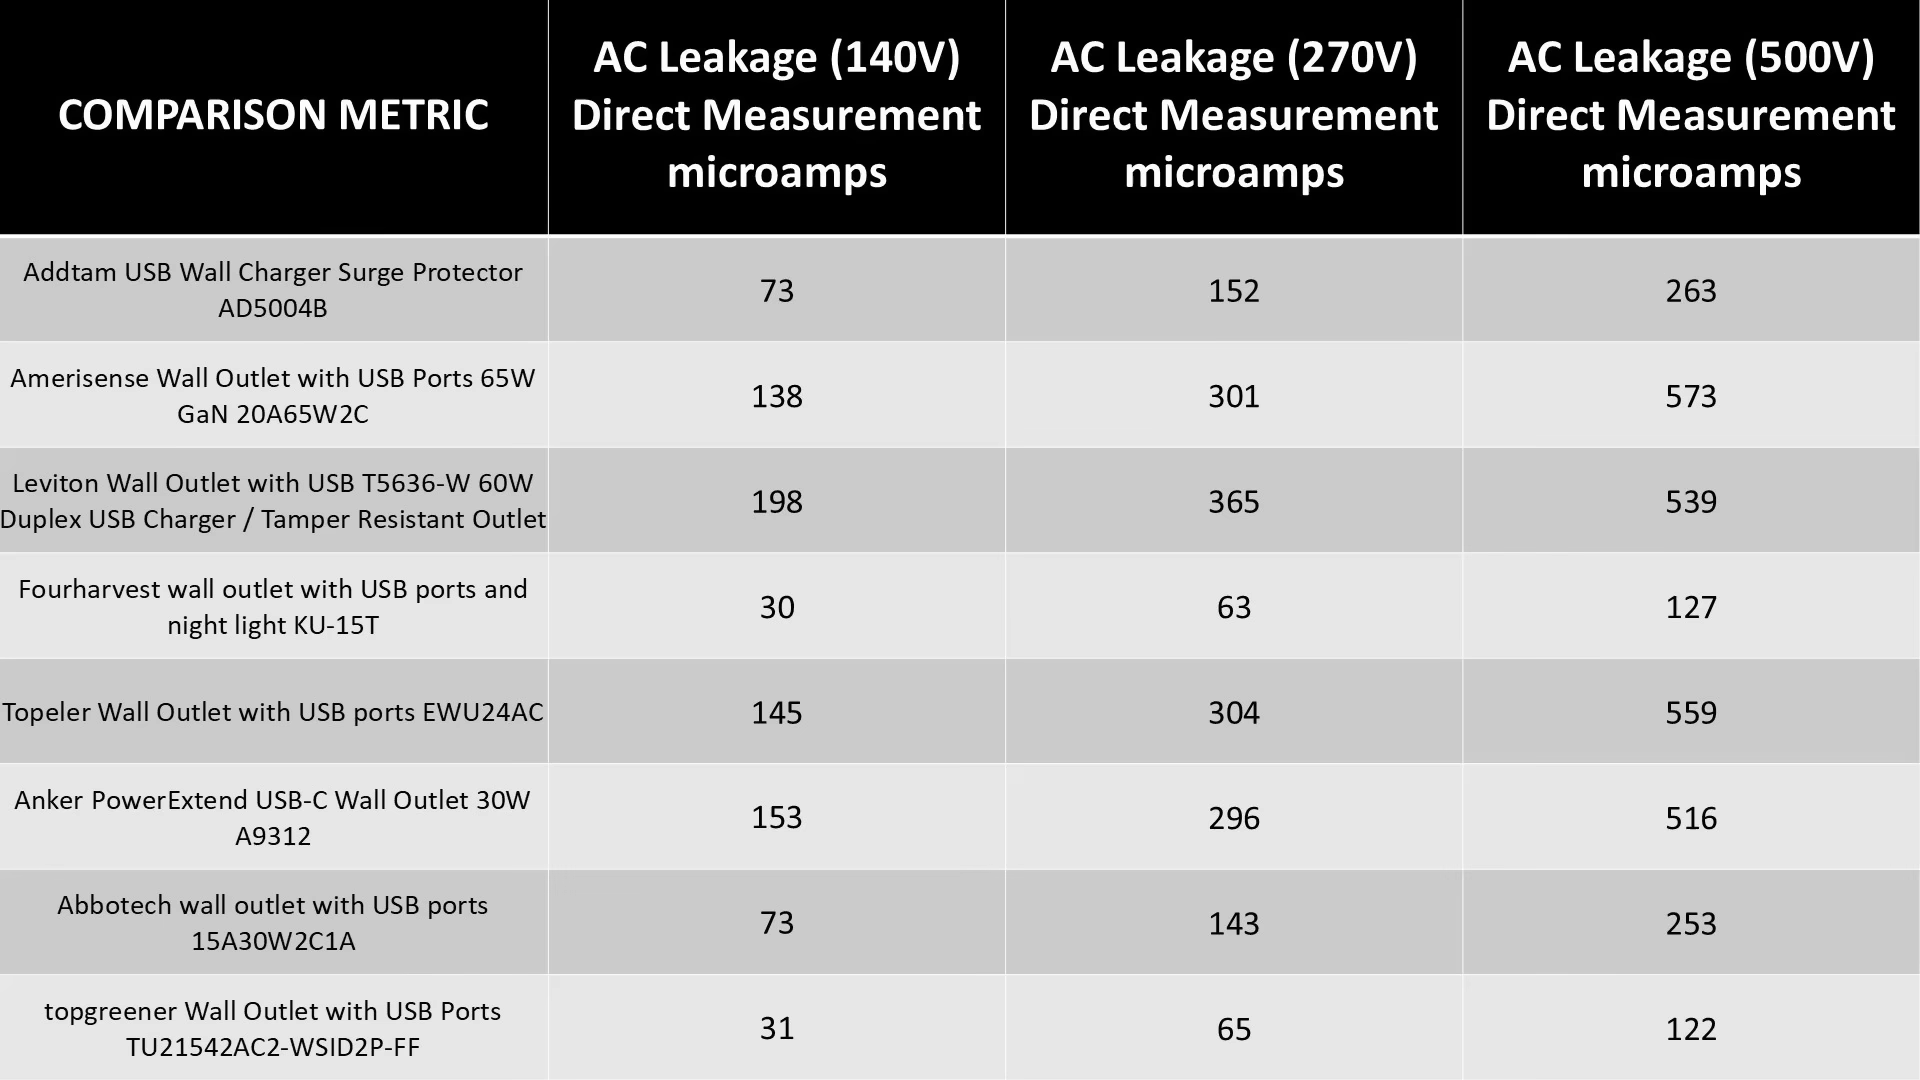 COMPARISON METRIC
AC Leakage (140V)
Direct Measurement
microamps
AC Leakage (270V)
Direct Measurement
microamps
AC Leakage (500V)
Direct Measurement
microamps
Addtam USB Wall Charger Surge Protector
AD5004B
73
152
263
Amerisense Wall Outlet with USB Ports 65W
GaN 20A65W2C
138
301
573
Leviton Wall Outlet with USB T5636-W 60W
Duplex USB Charger / Tamper Resistant Outlet
198
365
539
Fourharvest wall outlet with USB ports and
night light KU-15T
30
63
127
Topeler Wall Outlet with USB ports EWU24AC
145
304
559
Anker PowerExtend USB-C Wall Outlet 30W
A9312
153
296
516
Abbotech wall outlet with USB ports
15A30W2C1A
73
143
253
topgreener Wall Outlet with USB Ports
TU21542AC2-WSID2P-FF
31
65
122